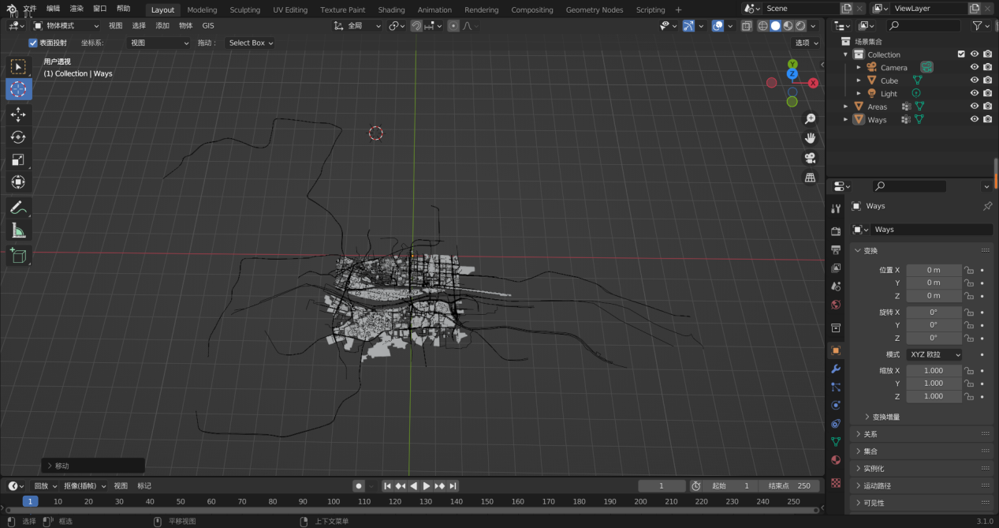 文件 编辑 渲染 窗口 帮助 Layout Modeling Sculpting UV Editing Texture Paint Shading Animation Rendering Compositing Geometry Nodes Scripting + Scene ViewLayer
物体模式 视图 选择 添加 物体 GIS 全局
表面投射 坐标系: 视图 拖动: Select Box 选项
用户透视
(1) Collection | Ways
Y
Z
X
场景集合
Collection
Camera
Cube
Light
Areas
Ways
Ways
Ways
变换
位置 X 0 m
Y 0 m
Z 0 m
旋转 X 0°
Y 0°
Z 0°
模式 XYZ 欧拉
缩放 X 1.000
Y 1.000
Z 1.000
变换增量
关系
集合
实例化
运动路径
可见性
移动
回放 抠像(插帧) 视图 标记 1 起始 1 结束点 250
1 10 20 30 40 50 60 70 80 90 100 110 120 130 140 150 160 170 180 190 200 210 220 230 240 250
选择 框选 平移视图 上下文菜单 3.1.0